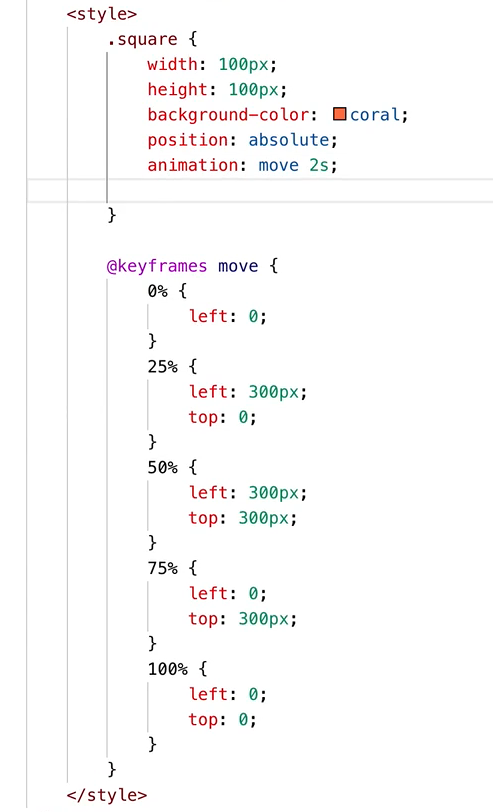 <style>
.square {
width: 100px;
height: 100px;
background-color: coral;
position: absolute;
animation: move 2s;
}
@keyframes move {
0% {
left: 0;
}
25% {
left: 300px;
top: 0;
}
50% {
left: 300px;
top: 300px;
}
75% {
left: 0;
top: 300px;
}
100% {
left: 0;
top: 0;
}
}
</style>